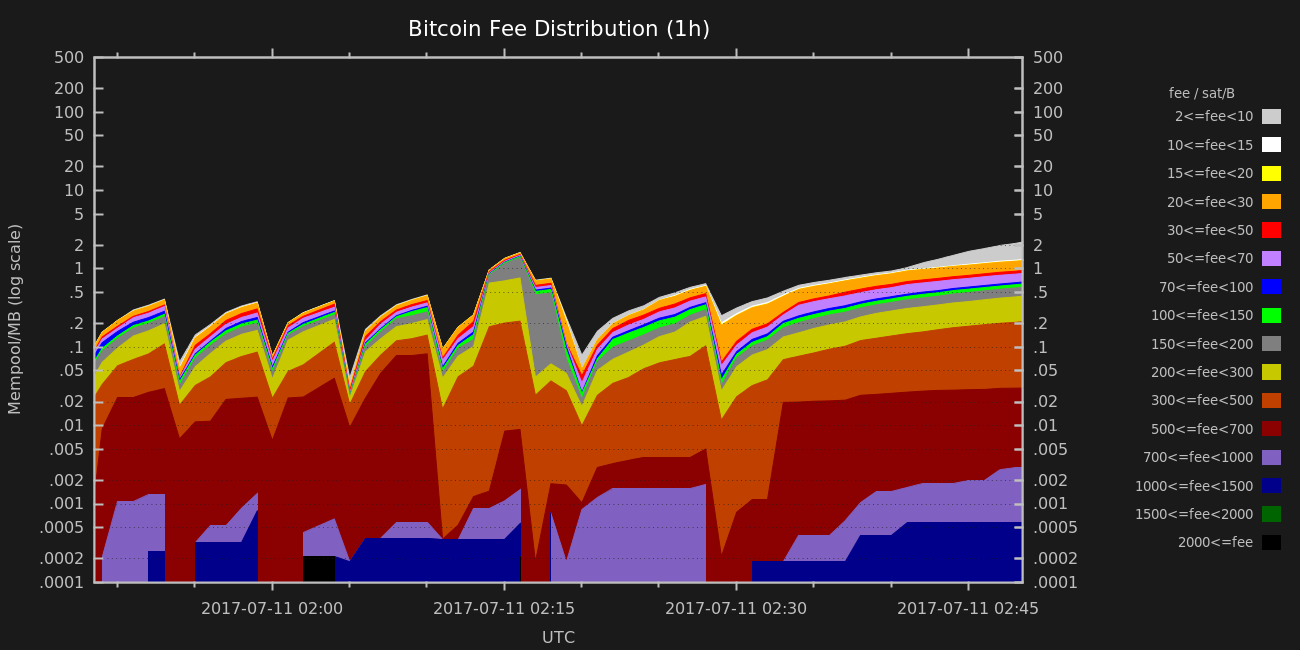 Bitcoin Fee Distribution (1h)
Mempool/MB (log scale)
500
200
100
50
20
10
5
2
1
.5
.2
.1
.05
.02
.01
.005
.002
.001
.0005
.0002
.0001
500
200
100
50
20
10
5
2
1
.5
.2
.1
.05
.02
.01
.005
.002
.001
.0005
.0002
.0001
2017-07-11 02:00
2017-07-11 02:15
2017-07-11 02:30
2017-07-11 02:45
UTC
fee / sat/B
2<=fee<10
10<=fee<15
15<=fee<20
20<=fee<30
30<=fee<50
50<=fee<70
70<=fee<100
100<=fee<150
150<=fee<200
200<=fee<300
300<=fee<500
500<=fee<700
700<=fee<1000
1000<=fee<1500
1500<=fee<2000
2000<=fee